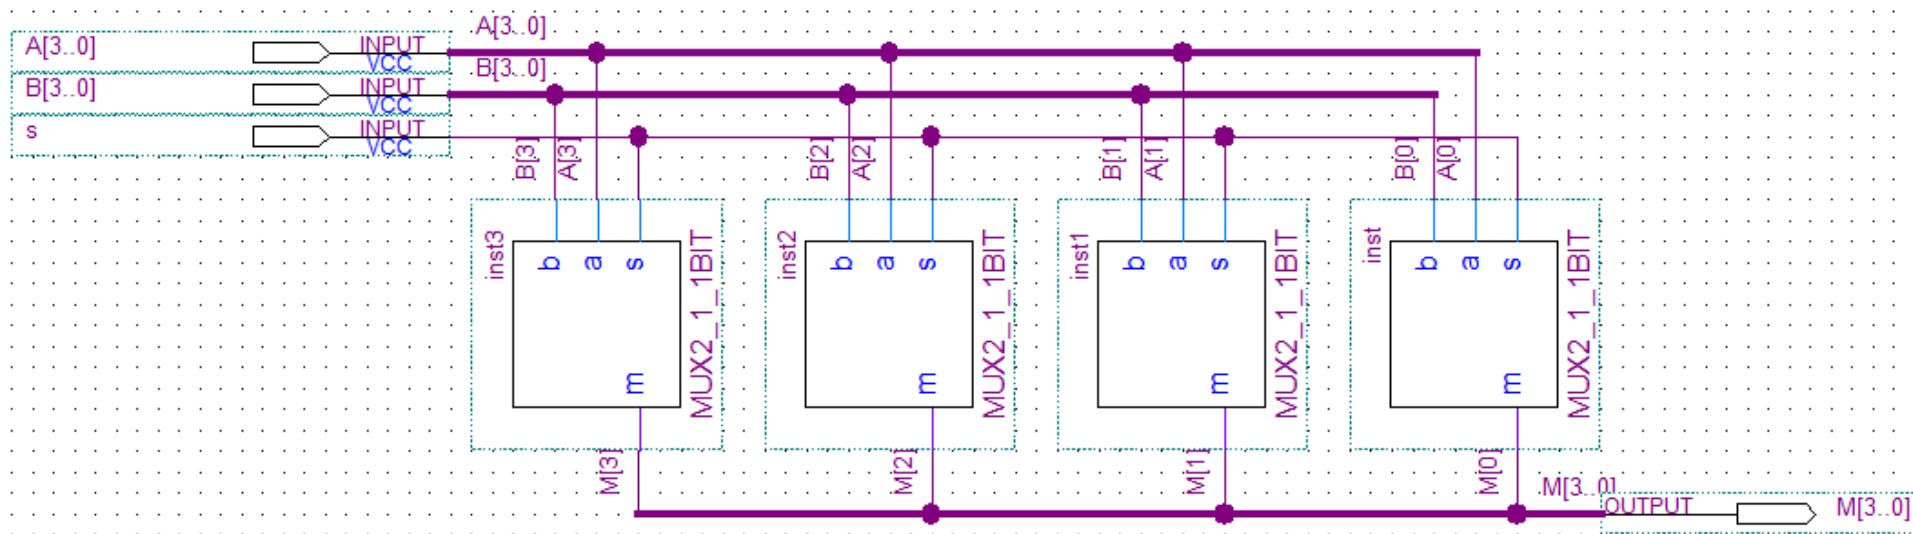 A[3..0]
INPUT
VCC
A[3..0]
B[3..0]
INPUT
VCC
B[3..0]
s
INPUT
VCC
B[3]
A[3]
B[2]
A[2]
B[1]
A[1]
B[0]
A[0]
inst3
b
a
s
m
MUX2_1_1BIT
inst2
b
a
s
m
MUX2_1_1BIT
inst1
b
a
s
m
MUX2_1_1BIT
inst
b
a
s
m
MUX2_1_1BIT
M[3]
M[2]
M[1]
M[0]
M[3..0]
OUTPUT
M[3..0]